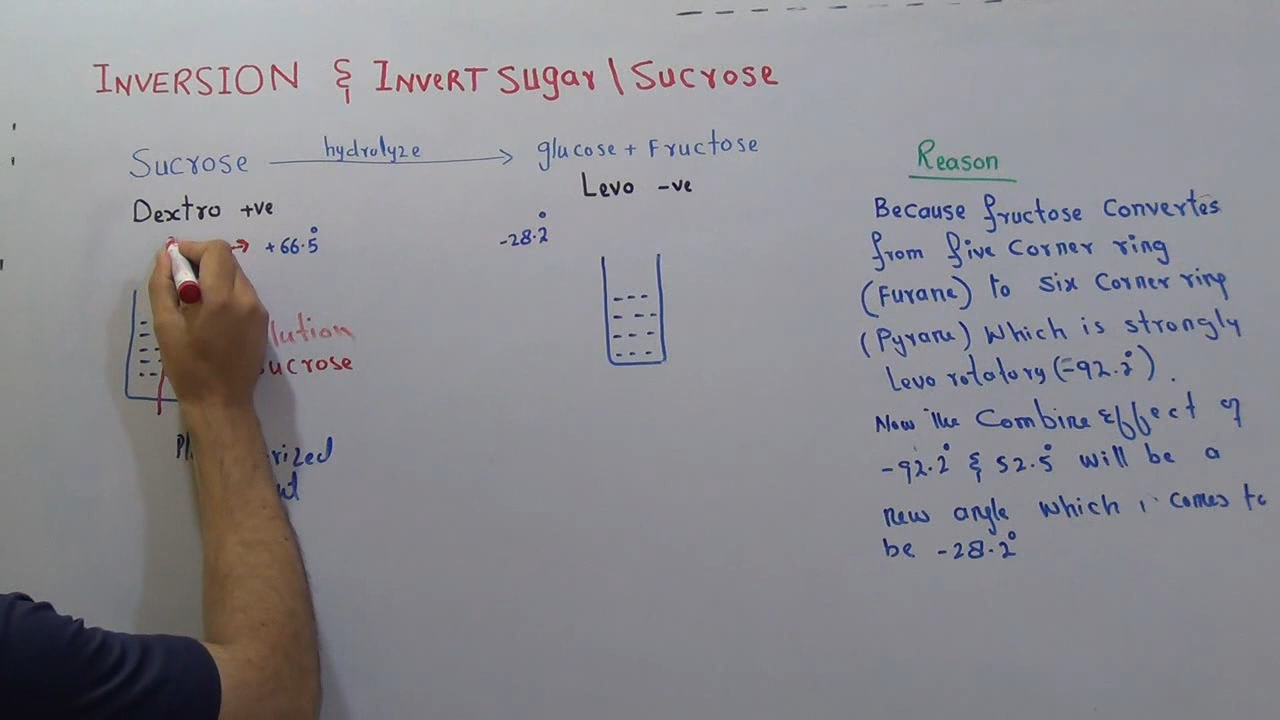 INVERSION & INVERT Sugar \ Sucrose
Sucrose hydrolyze glucose + Fructose
Dextro +ve
Levo -ve
→ +66.5°
-28.2°
Sucrose
Reason
Because fructose Convertes
from five Corner ring
(Furane) to six Corner ring
(Pyrane) Which is strongly
Levo rotatory (-92.2°).
Now the Combine Effect of
-92.2° & 52.5° will be a
new angle which comes to
be -28.2°